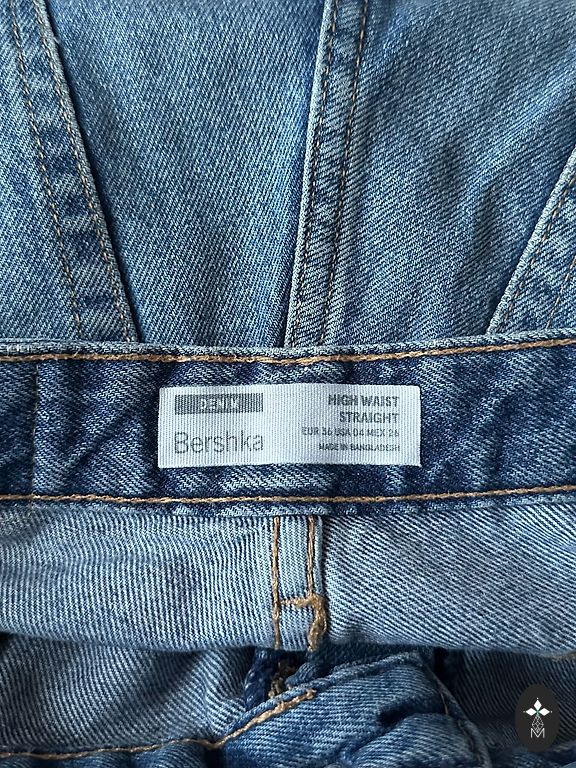 DENIM
Bershka
HIGH WAIST
STRAIGHT
EUR 36 USA 04 MEX 26
MADE IN BANGLADESH
M